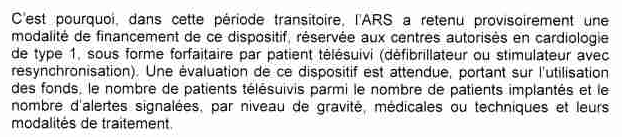 C'est pourquoi, dans cette période transitoire, l'ARS a retenu provisoirement une
modalité de financement de ce dispositif, réservée aux centres autorisés en cardiologie
de type 1, sous forme forfaitaire par patient télésuivi (défibrillateur ou stimulateur avec
resynchronisation). Une évaluation de ce dispositif est attendue, portant sur l'utilisation
des fonds, le nombre de patients télésuivis parmi le nombre de patients implantés et le
nombre d'alertes signalées, par niveau de gravité, médicales ou techniques et leurs
modalités de traitement.